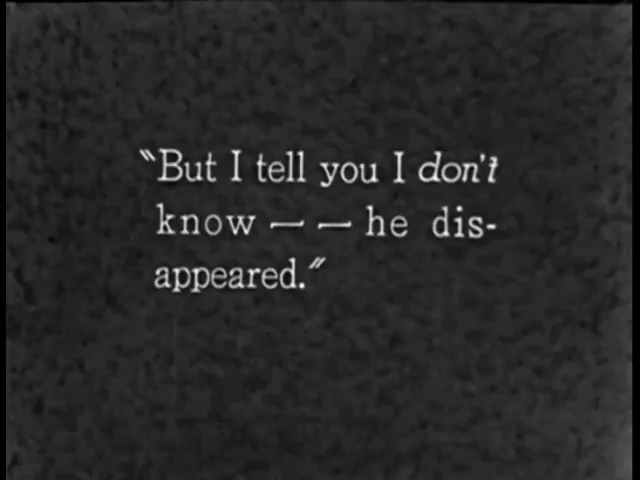 "But I tell you I don't
know — — he dis-
appeared."